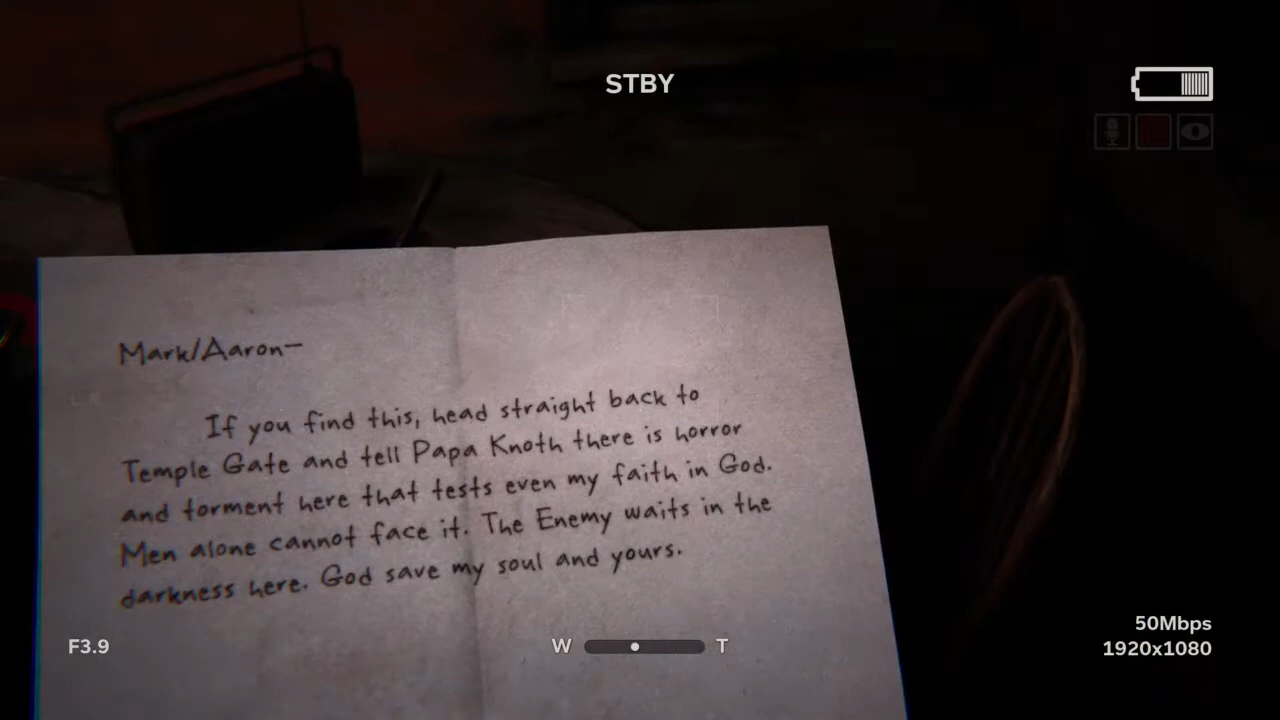 STBY
Mark/Aaron—
If you find this, head straight back to
Temple Gate and tell Papa Knoth there is horror
and torment here that tests even my faith in God.
Men alone cannot face it. The Enemy waits in the
darkness here. God save my soul and yours.
F3.9
W T
50Mbps
1920x1080